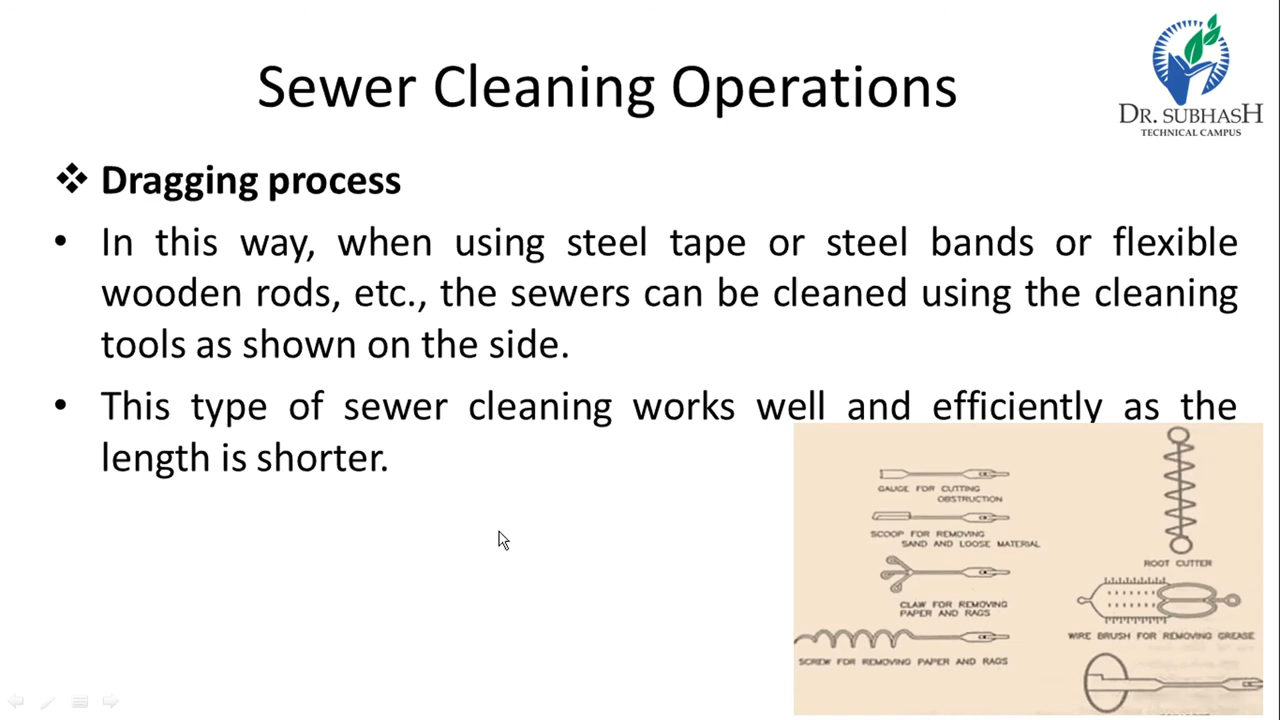 Sewer Cleaning Operations
DR. SUBHASH
TECHNICAL CAMPUS
❖ Dragging process
• In this way, when using steel tape or steel bands or flexible
wooden rods, etc., the sewers can be cleaned using the cleaning
tools as shown on the side.
• This type of sewer cleaning works well and efficiently as the
length is shorter.
GAUGE FOR CUTTING
OBSTRUCTION
SCOOP FOR REMOVING
SAND AND LOOSE MATERIAL
CLAW FOR REMOVING
PAPER AND RAGS
SCREW FOR REMOVING PAPER AND RAGS
ROOT CUTTER
WIRE BRUSH FOR REMOVING GREASE